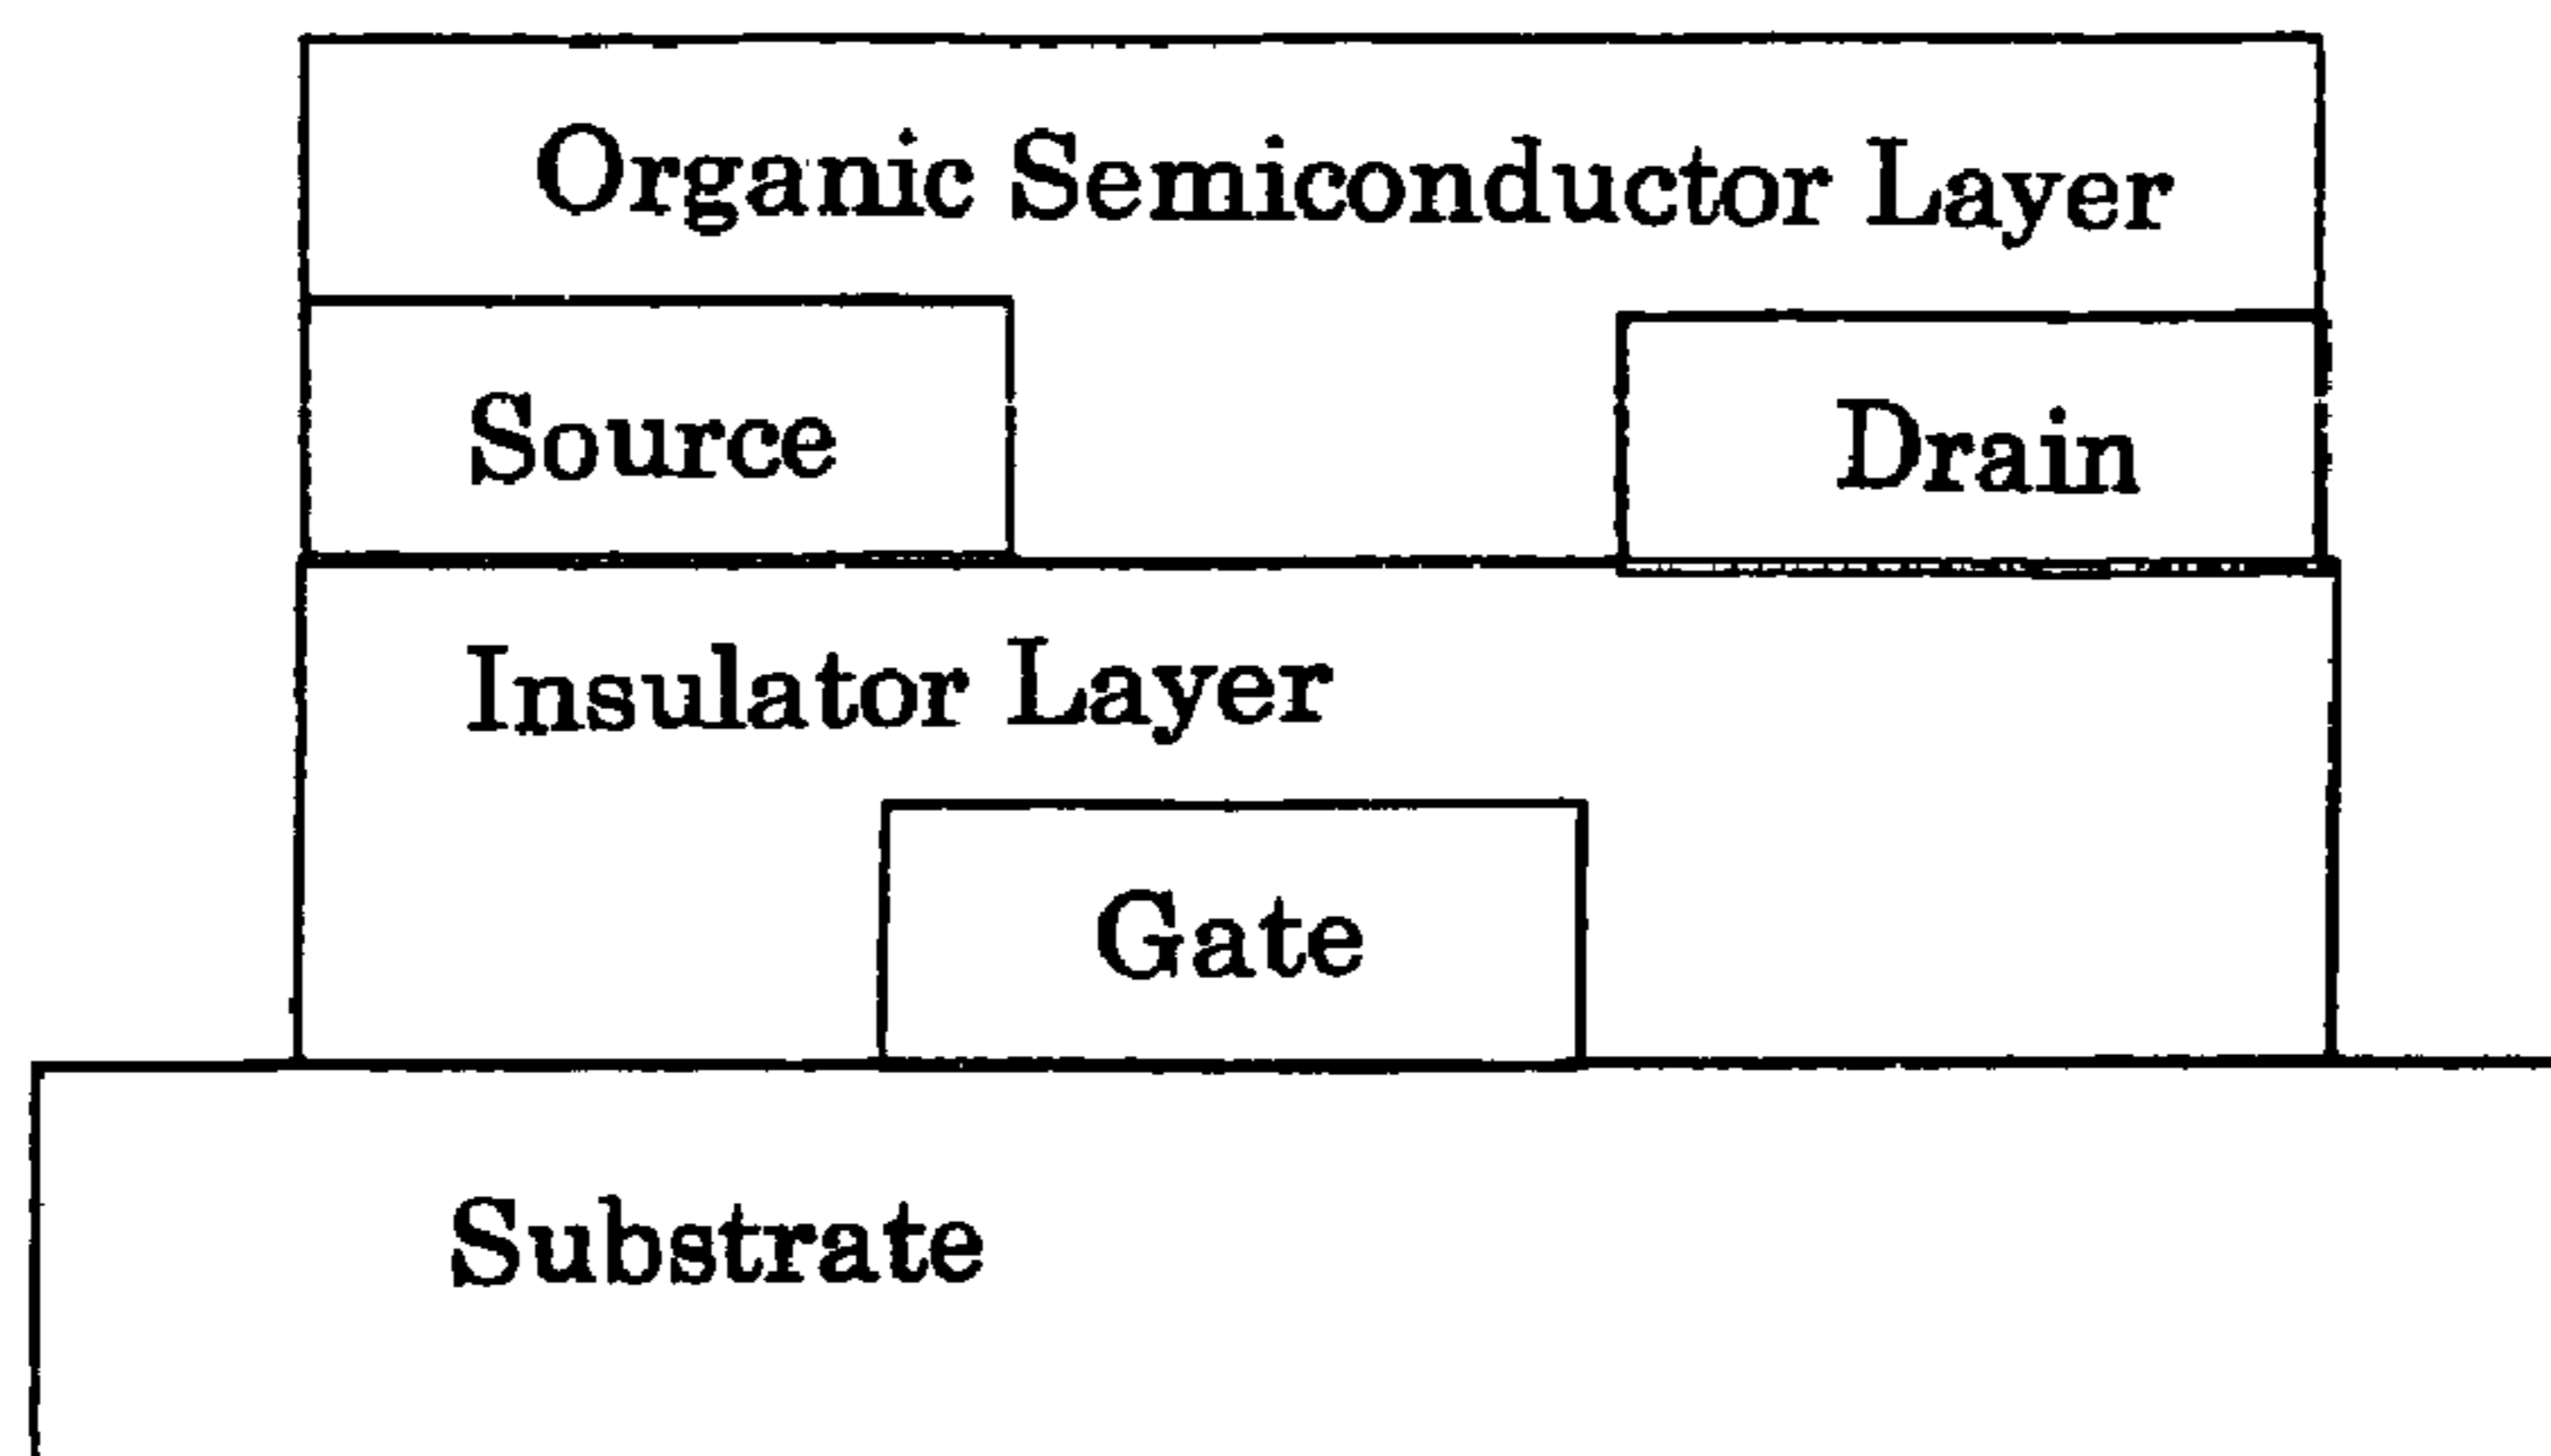 Organic Semiconductor Layer
Source
Drain
Insulator Layer
Gate
Substrate